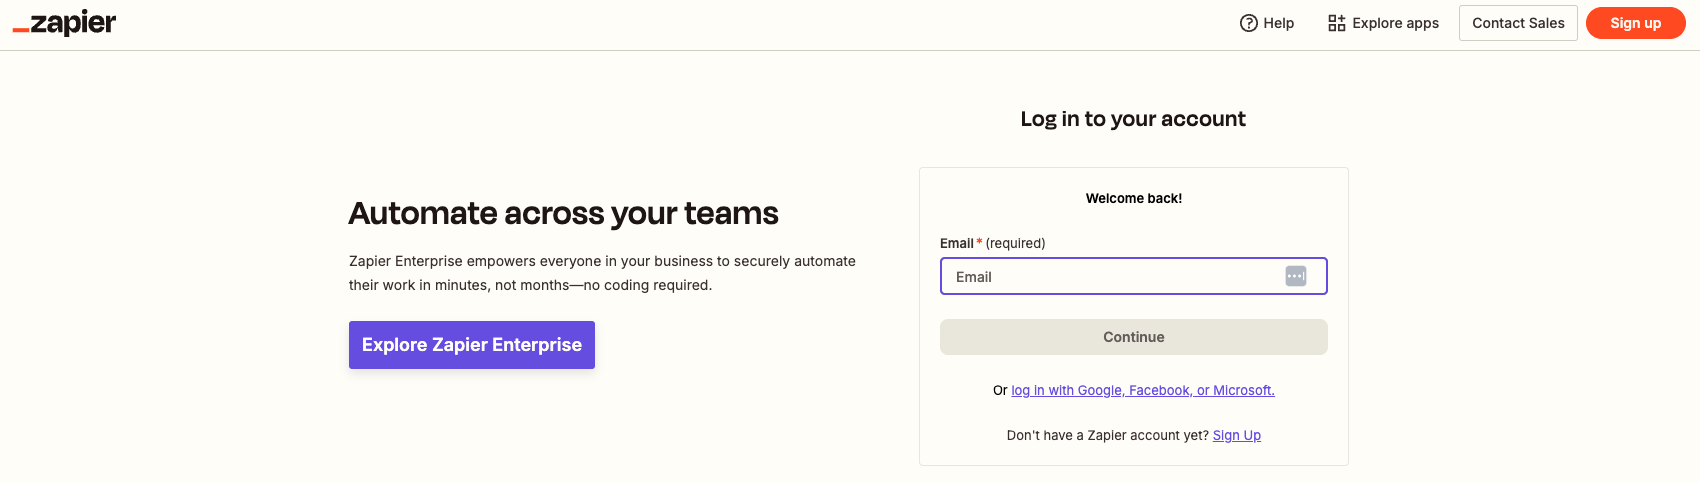 zapier
Help
Explore apps
Contact Sales
Sign up
Log in to your account
Automate across your teams
Zapier Enterprise empowers everyone in your business to securely automate
their work in minutes, not months—no coding required.
Explore Zapier Enterprise
Welcome back!
Email * (required)
Email
Continue
Or log in with Google, Facebook, or Microsoft.
Don't have a Zapier account yet? Sign Up